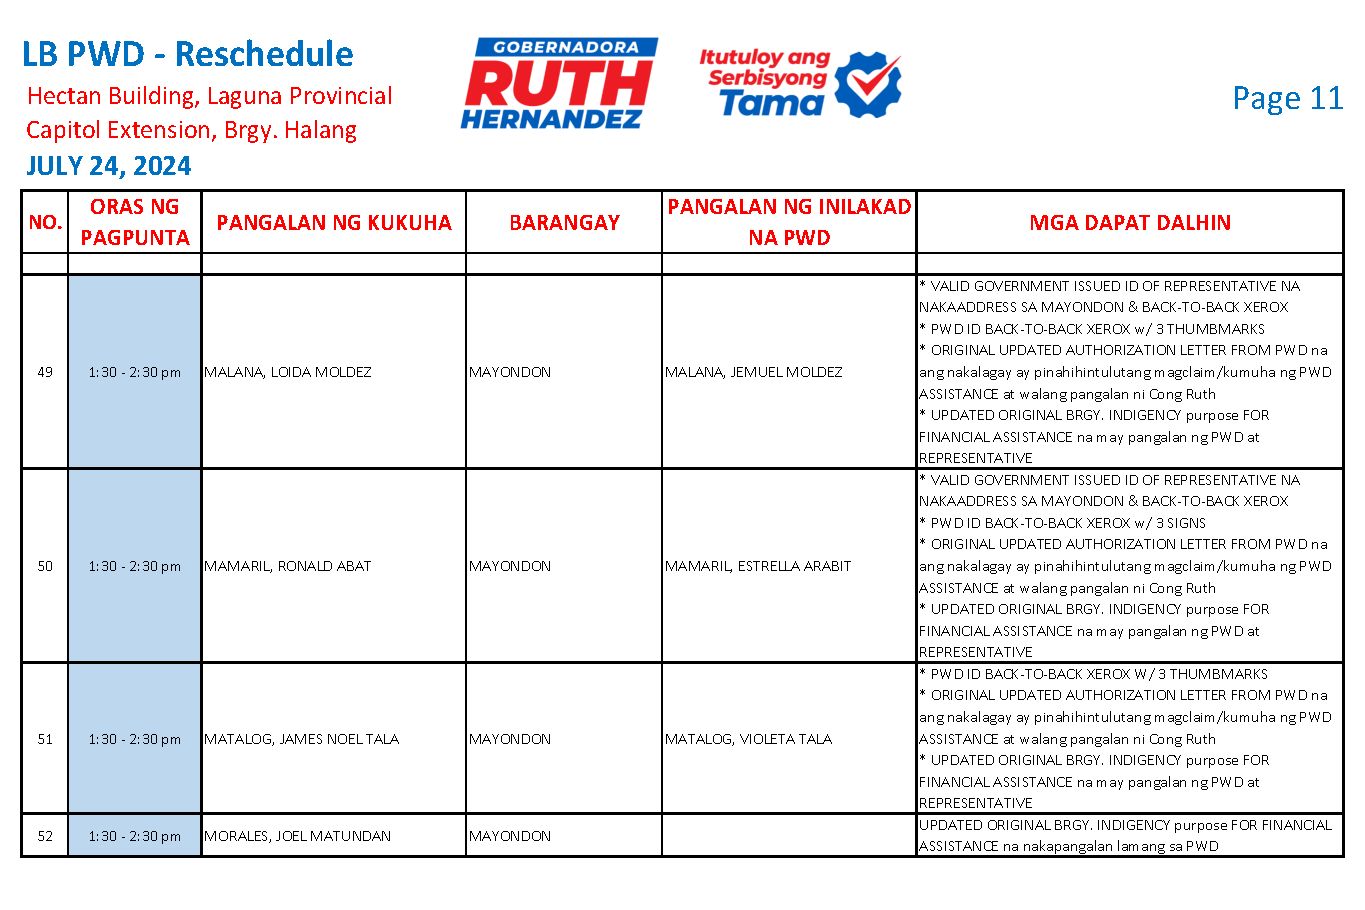 LB PWD - Reschedule
Hectan Building, Laguna Provincial
Capitol Extension, Brgy. Halang
JULY 24, 2024
GOBERNADORA
RUTH
HERNANDEZ
Itutuloy ang
Serbisyong
Tama
Page 11
NO.
ORAS NG
PAGPUNTA
PANGALAN NG KUKUHA
BARANGAY
PANGALAN NG INILAKAD
NA PWD
MGA DAPAT DALHIN
49
1:30 - 2:30 pm
MALANA, LOIDA MOLDEZ
MAYONDON
MALANA, JEMUEL MOLDEZ
* VALID GOVERNMENT ISSUED ID OF REPRESENTATIVE NA
NAKAADDRESS SA MAYONDON & BACK-TO-BACK XEROX
* PWD ID BACK-TO-BACK XEROX w/ 3 THUMBMARKS
* ORIGINAL UPDATED AUTHORIZATION LETTER FROM PWD na
ang nakalagay ay pinahihintulutang magclaim/kumuha ng PWD
ASSISTANCE at walang pangalan ni Cong Ruth
* UPDATED ORIGINAL BRGY. INDIGENCY purpose FOR
FINANCIAL ASSISTANCE na may pangalan ng PWD at
REPRESENTATIVE
50
1:30 - 2:30 pm
MAMARIL, RONALD ABAT
MAYONDON
MAMARIL, ESTRELLA ARABIT
* VALID GOVERNMENT ISSUED ID OF REPRESENTATIVE NA
NAKAADDRESS SA MAYONDON & BACK-TO-BACK XEROX
* PWD ID BACK-TO-BACK XEROX w/ 3 SIGNS
* ORIGINAL UPDATED AUTHORIZATION LETTER FROM PWD na
ang nakalagay ay pinahihintulutang magclaim/kumuha ng PWD
ASSISTANCE at walang pangalan ni Cong Ruth
* UPDATED ORIGINAL BRGY. INDIGENCY purpose FOR
FINANCIAL ASSISTANCE na may pangalan ng PWD at
REPRESENTATIVE
51
1:30 - 2:30 pm
MATALOG, JAMES NOEL TALA
MAYONDON
MATALOG, VIOLETA TALA
* PWD ID BACK-TO-BACK XEROX W/ 3 THUMBMARKS
* ORIGINAL UPDATED AUTHORIZATION LETTER FROM PWD na
ang nakalagay ay pinahihintulutang magclaim/kumuha ng PWD
ASSISTANCE at walang pangalan ni Cong Ruth
* UPDATED ORIGINAL BRGY. INDIGENCY purpose FOR
FINANCIAL ASSISTANCE na may pangalan ng PWD at
REPRESENTATIVE
52
1:30 - 2:30 pm
MORALES, JOEL MATUNDAN
MAYONDON
UPDATED ORIGINAL BRGY. INDIGENCY purpose FOR FINANCIAL
ASSISTANCE na nakapangalan lamang sa PWD